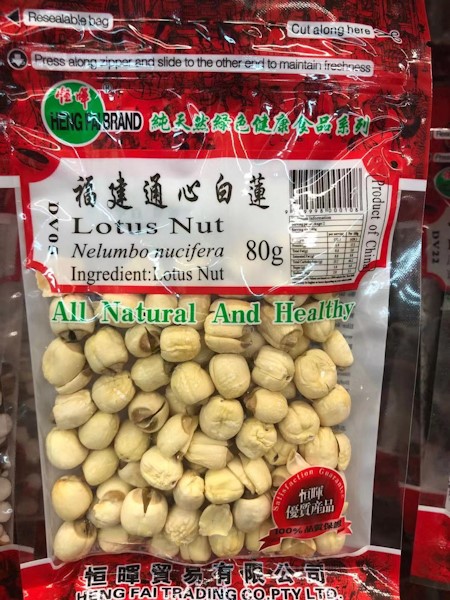 Resealable bag
Cut along here
Press along zipper and slide to the other end to maintain freshness
恒暉
HENG FAI BRAND
純天然綠色健康食品系列
福建通心白蓮
DV05
Lotus Nut
Nelumbo nucifera
80g
Ingredient:Lotus Nut
Product of China
DV22
All Natural And Healthy
Satisfaction Guarantee
恒暉
優質產品
100%品質保證
恒暉貿易有限公司
HENG FAI TRADING CO.PTY LTD.